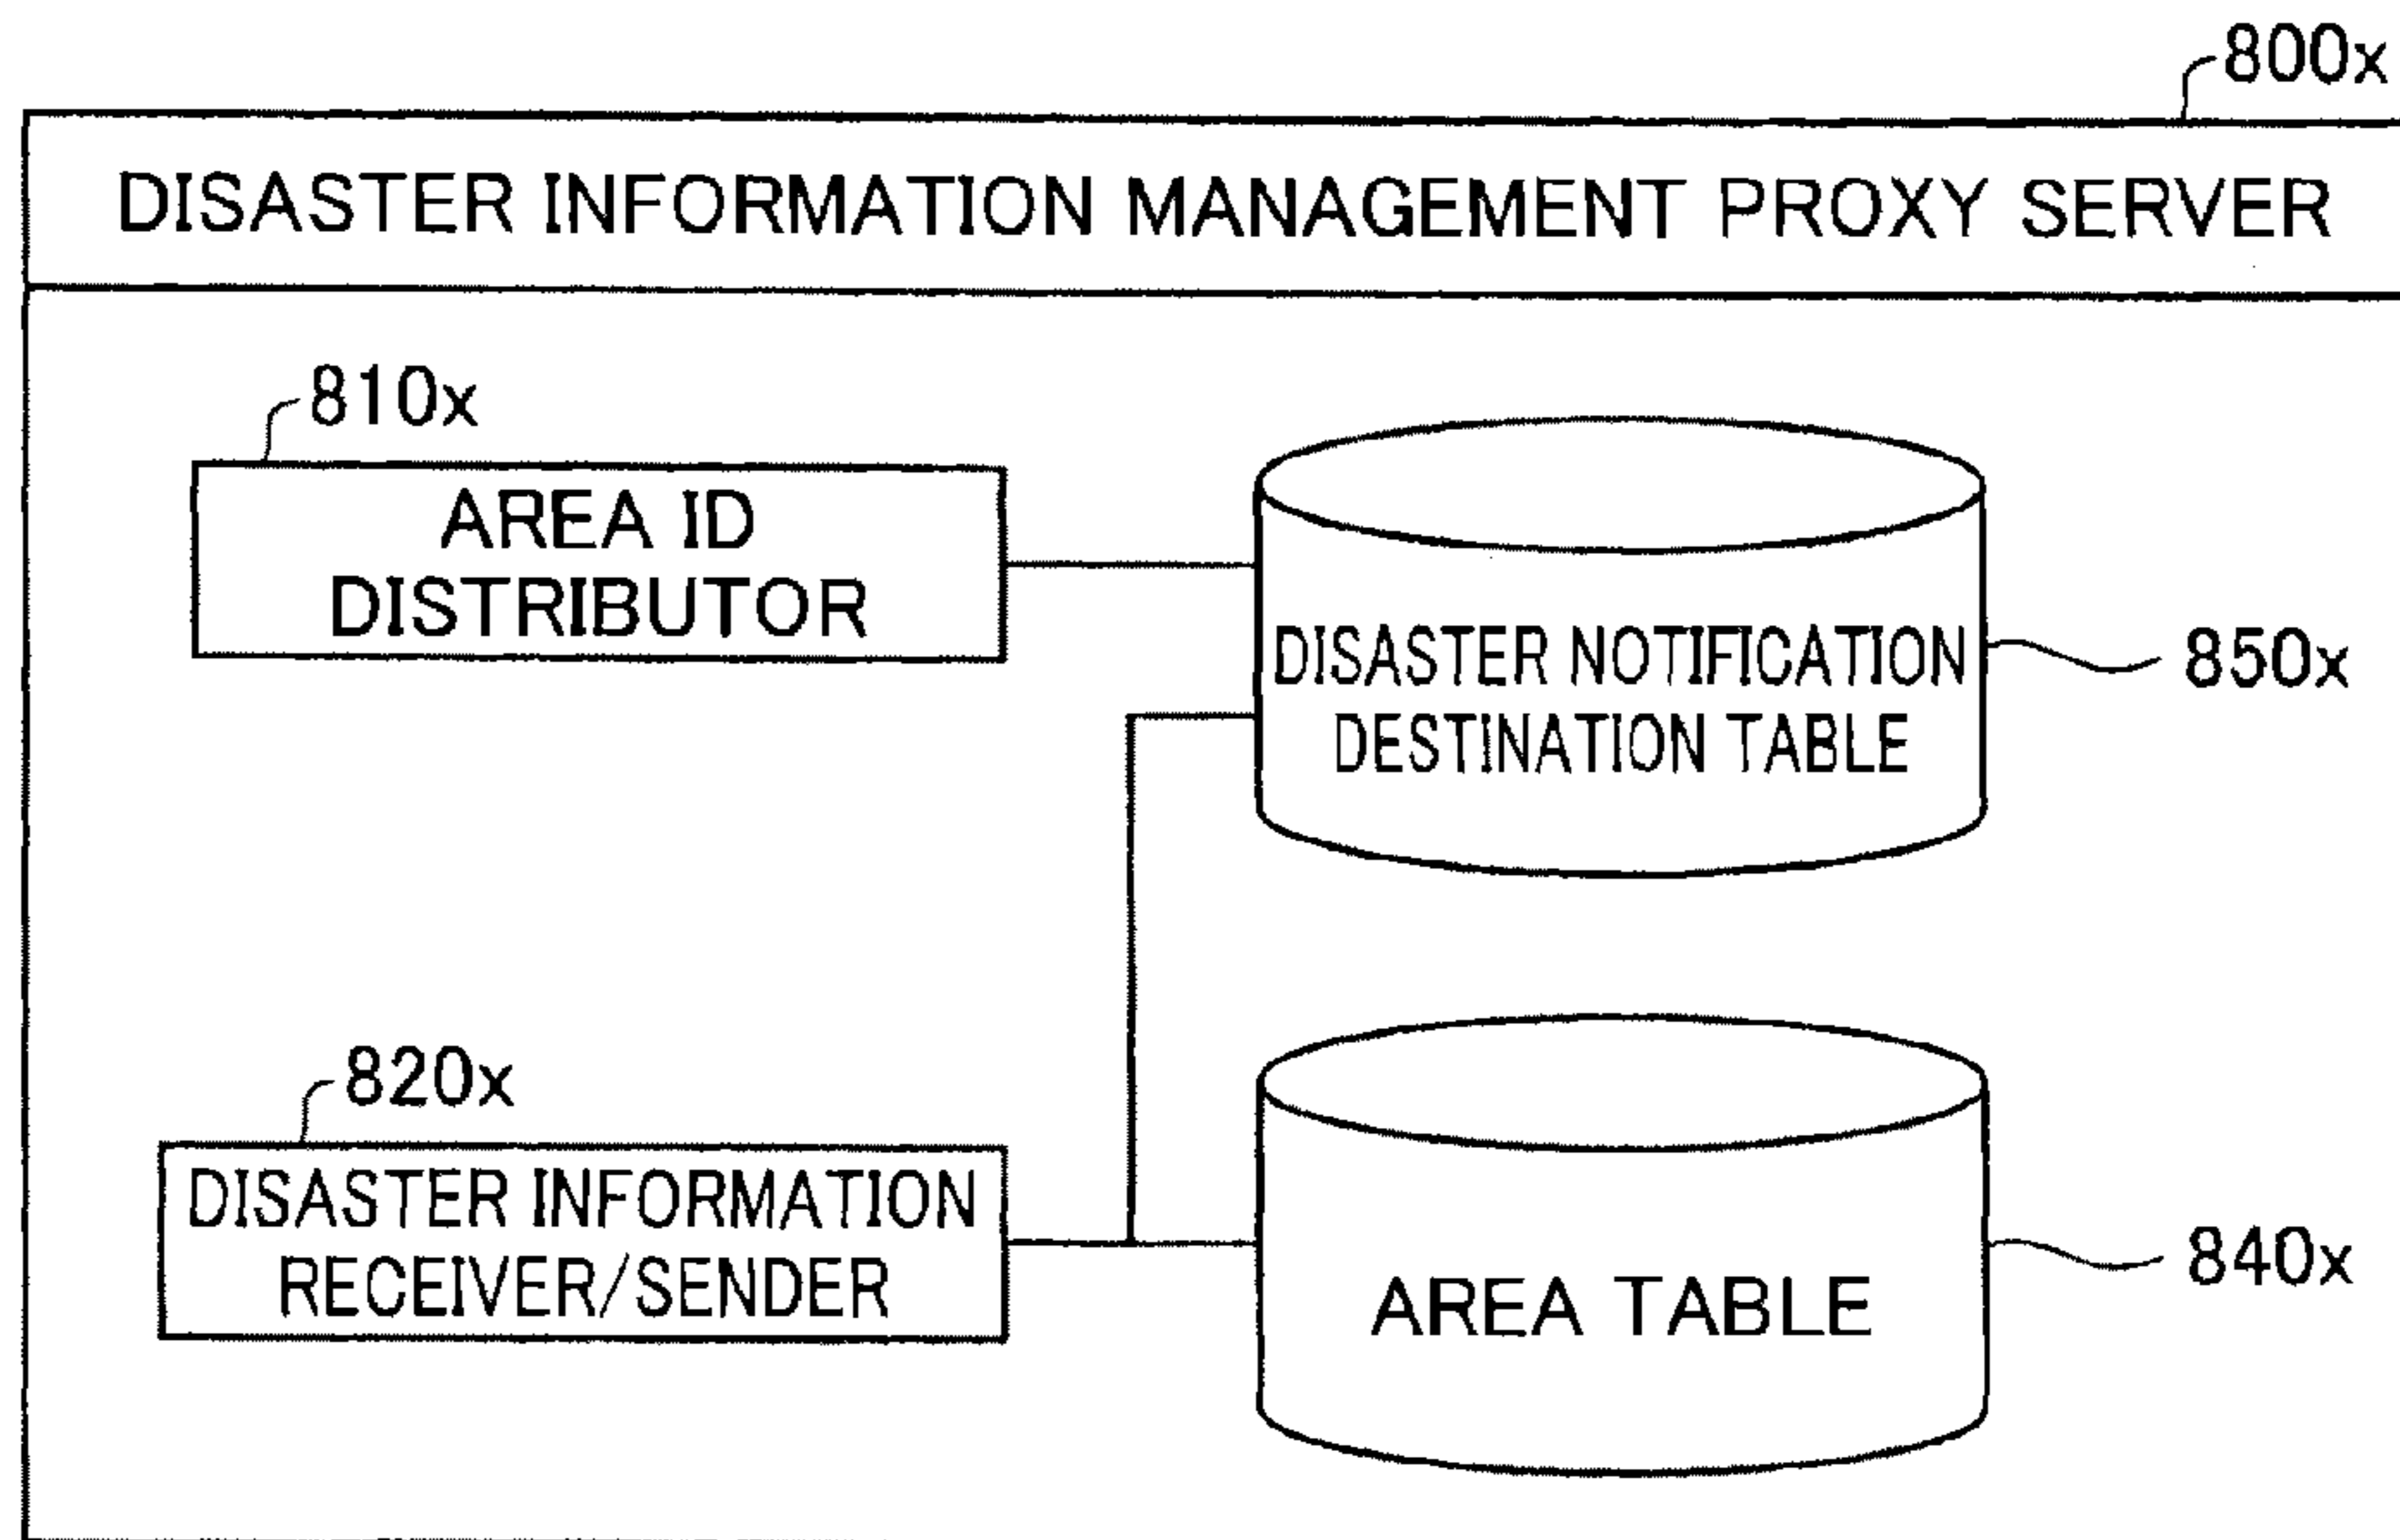 800x
DISASTER INFORMATION MANAGEMENT PROXY SERVER
810x
AREA ID
DISTRIBUTOR
DISASTER NOTIFICATION
DESTINATION TABLE
850x
820x
DISASTER INFORMATION
RECEIVER/SENDER
AREA TABLE
840x